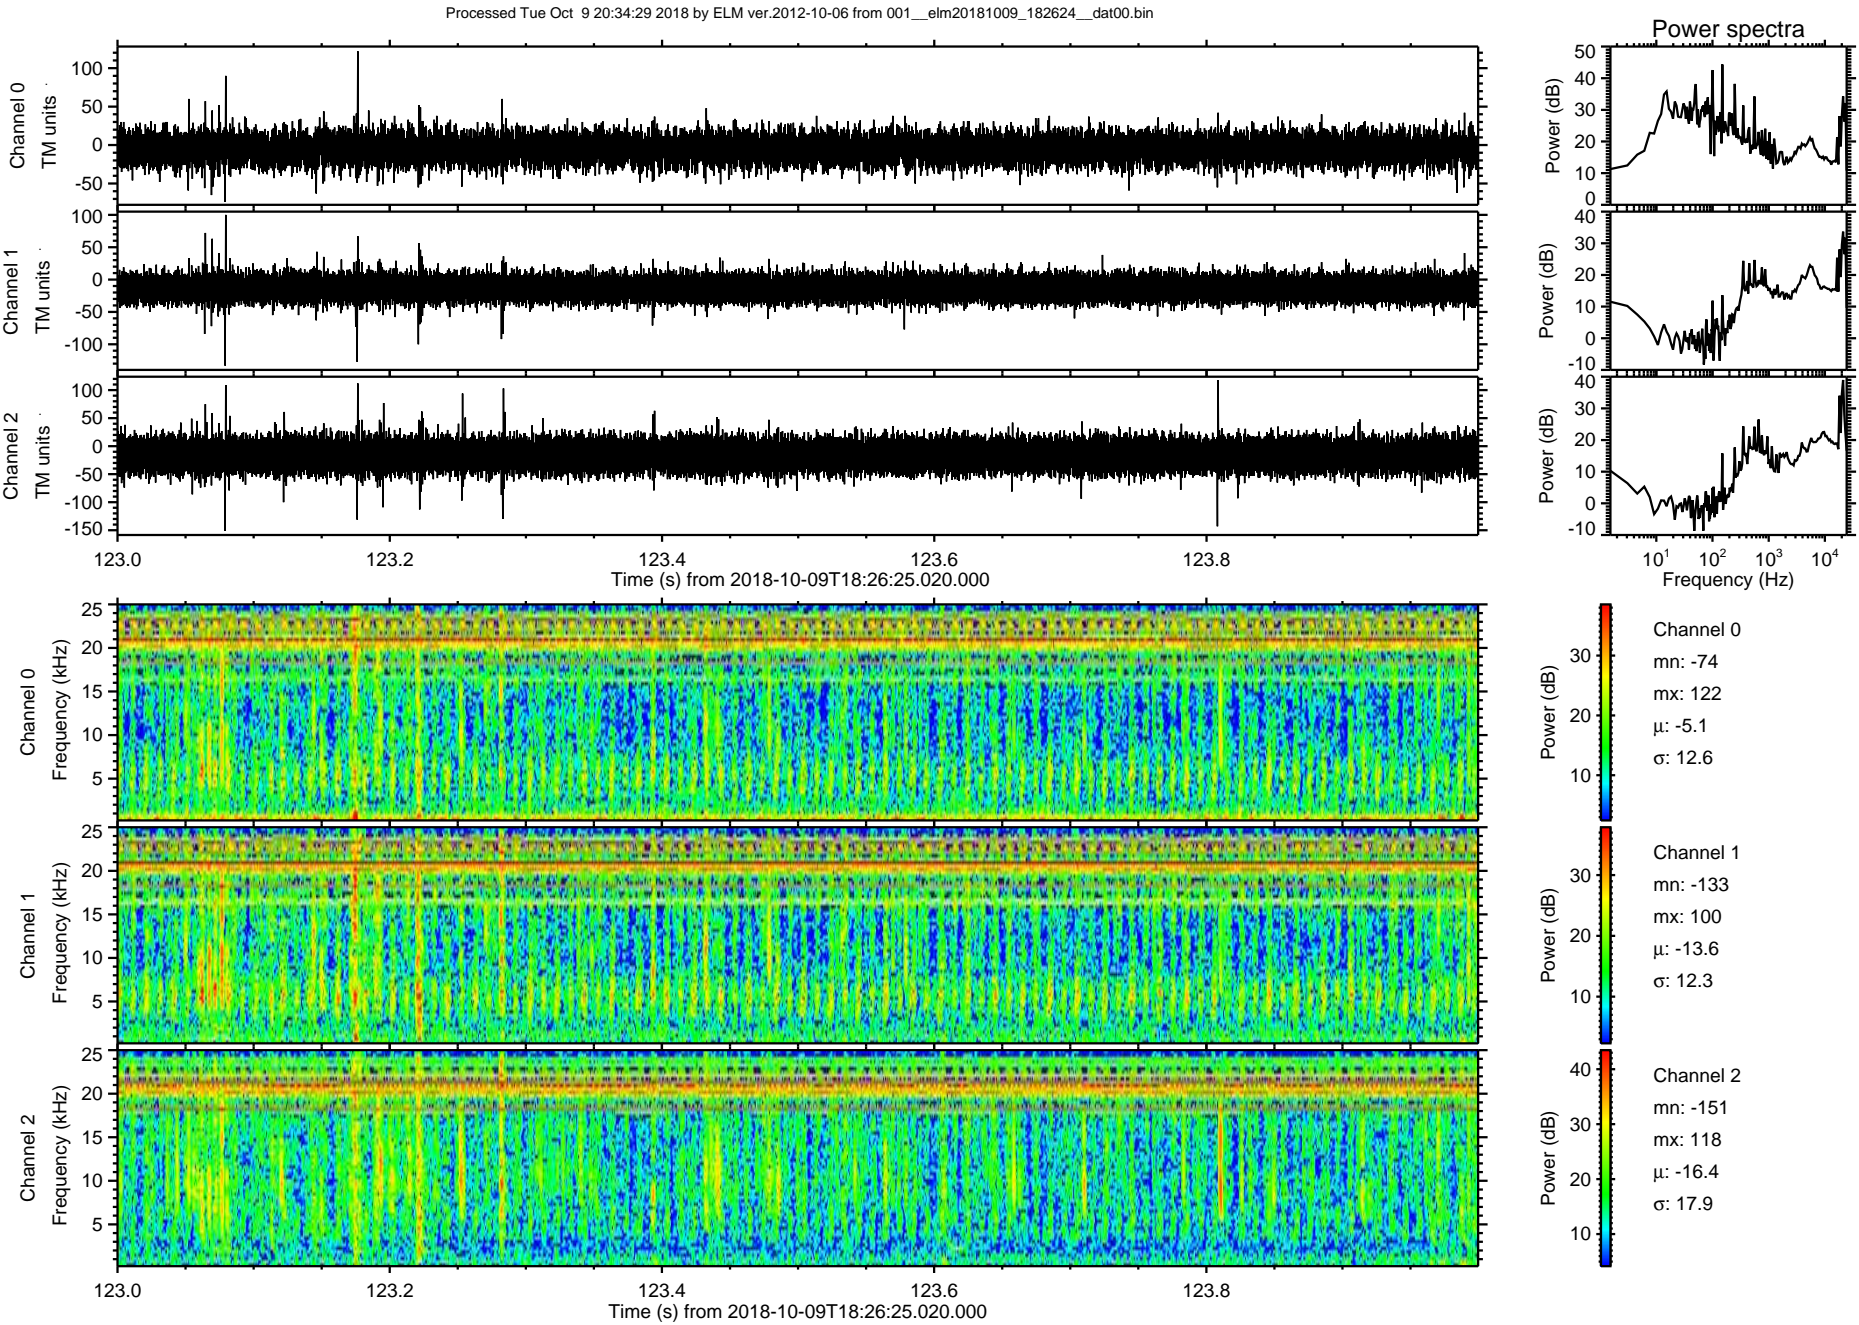 Processed Tue Oct  9 20:34:29 2018 by ELM ver.2012-10-06 from 001__elm20181009_182624__dat00.bin
Power spectra
Channel 0
TM units
100
50
0
-50
Power (dB)
50
40
30
20
10
0
Channel 1
TM units
100
50
0
-50
-100
Power (dB)
40
30
20
10
0
-10
Channel 2
TM units
100
50
0
-50
-100
-150
Power (dB)
40
30
20
10
0
-10
123.0 123.2 123.4 123.6 123.8
Time (s) from 2018-10-09T18:26:25.020.000
10^1 10^2 10^3 10^4
Frequency (Hz)
Channel 0
Frequency (kHz)
25
20
15
10
5
Power (dB)
30
20
10
Channel 0
mn: -74
mx: 122
μ: -5.1
σ: 12.6
Channel 1
Frequency (kHz)
25
20
15
10
5
Power (dB)
30
20
10
Channel 1
mn: -133
mx: 100
μ: -13.6
σ: 12.3
Channel 2
Frequency (kHz)
25
20
15
10
5
Power (dB)
40
30
20
10
Channel 2
mn: -151
mx: 118
μ: -16.4
σ: 17.9
123.0 123.2 123.4 123.6 123.8
Time (s) from 2018-10-09T18:26:25.020.000